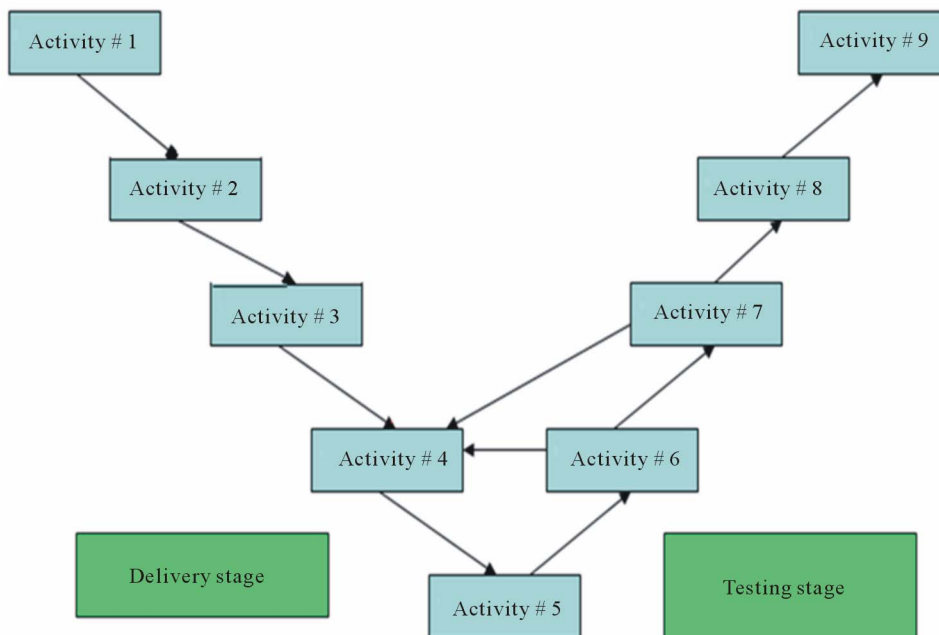 Activity # 1
Activity # 9
Activity # 2
Activity # 8
Activity # 3
Activity # 7
Activity # 4
Activity # 6
Delivery stage
Testing stage
Activity # 5